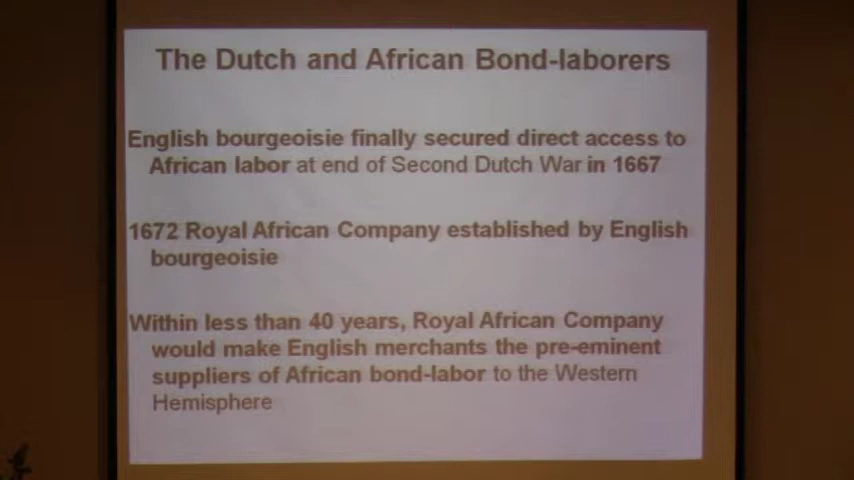 The Dutch and African Bond-laborers
English bourgeoisie finally secured direct access to
African labor at end of Second Dutch War in 1667
1672 Royal African Company established by English
bourgeoisie
Within less than 40 years, Royal African Company
would make English merchants the pre-eminent
suppliers of African bond-labor to the Western
Hemisphere